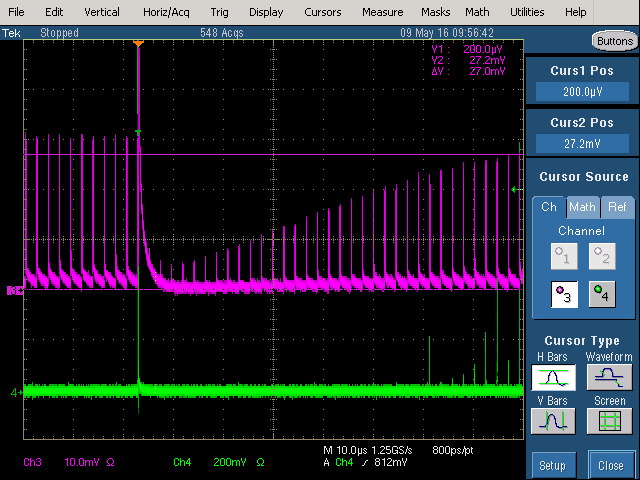 File Edit Vertical Horiz/Acq Trig Display Cursors Measure Masks Math Utilities Help
Tek Stopped 548 Acqs 09 May 16 09:56:42
Buttons
V1: 200.0µV
V2: 27.2mV
ΔV: 27.0mV
Curs1 Pos
200.0µV
Curs2 Pos
27.2mV
Cursor Source
Ch Math Ref
Channel
1 2
3 4
Cursor Type
H Bars Waveform
V Bars Screen
4
M 10.0µs 1.25GS/s 800ps/pt
Ch3 10.0mV Ω Ch4 200mV Ω A Ch4 / 812mV
Setup Close